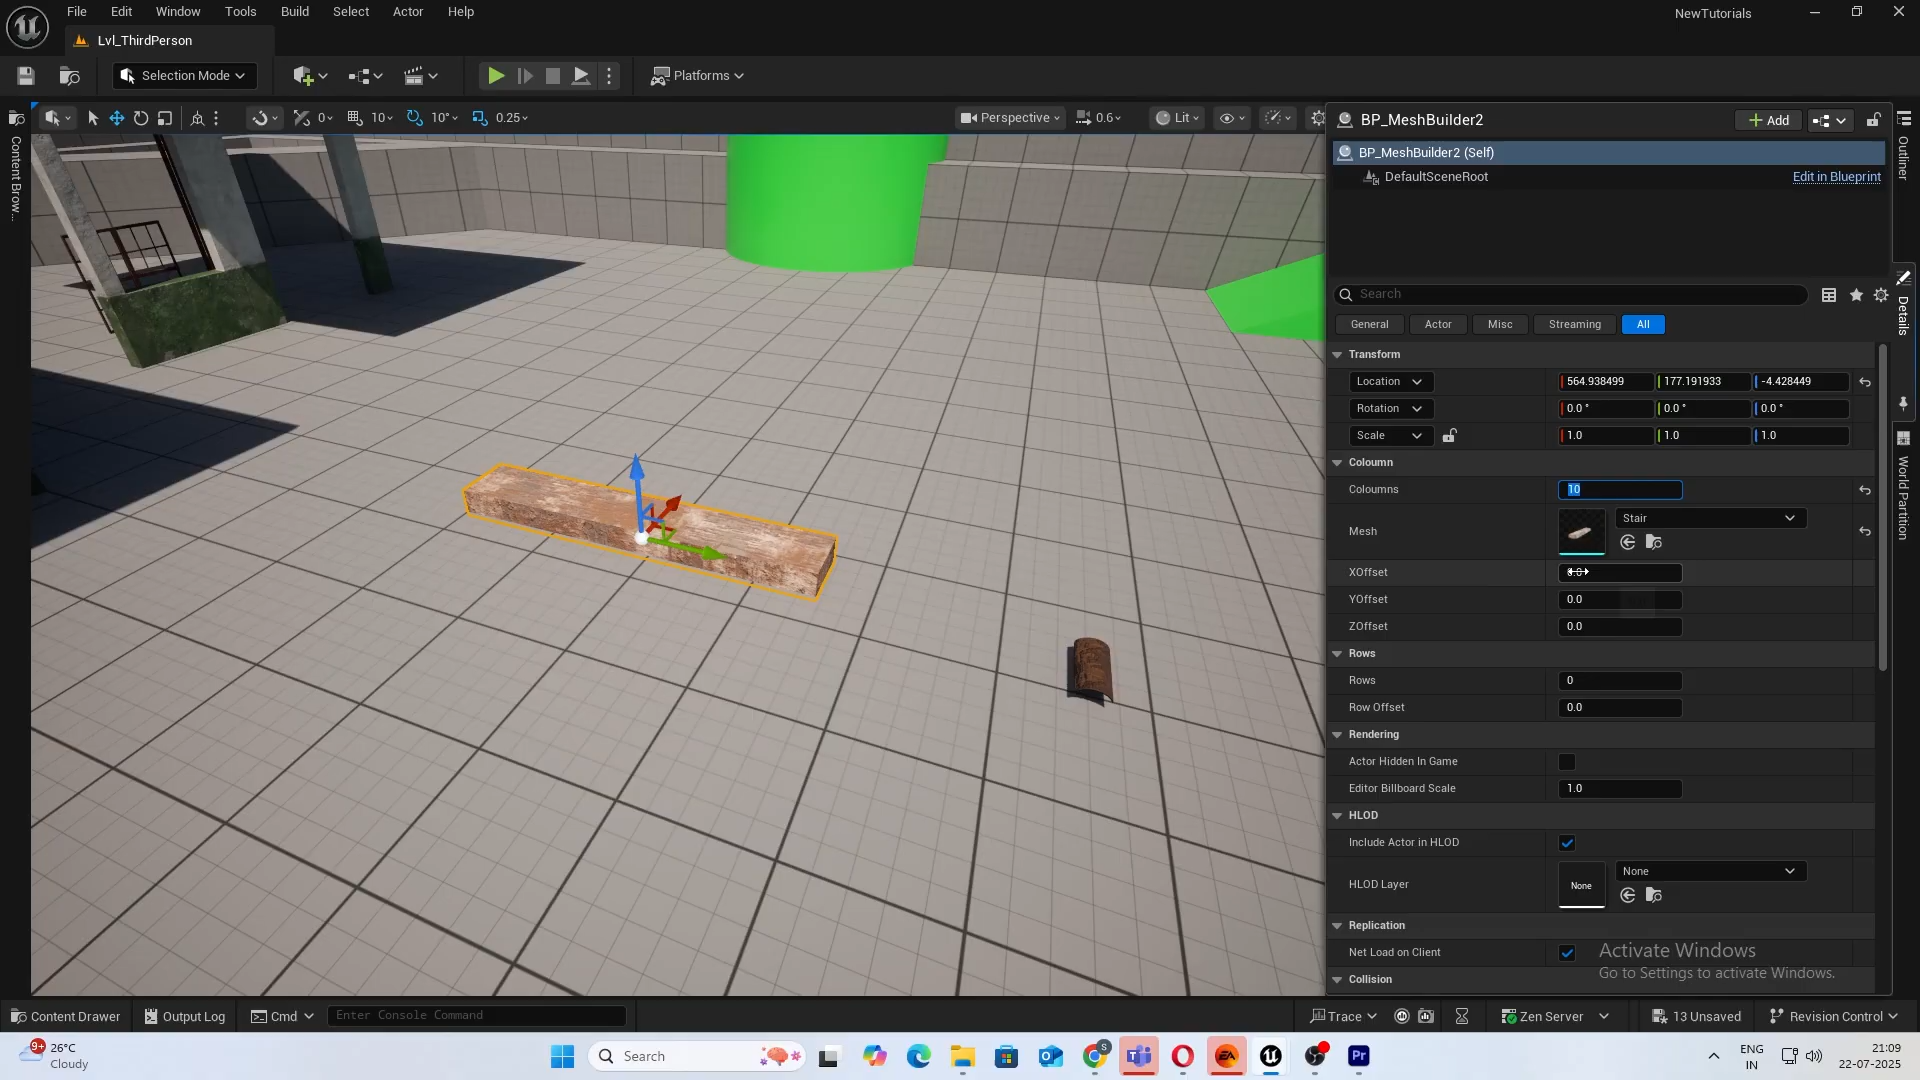 File Edit Window Tools Build Select Actor Help
NewTutorials
Lvl_ThirdPerson
Selection Mode
Platforms
0 10 10° 0.25
Perspective 0.6 Lit
BP_MeshBuilder2
Add
BP_MeshBuilder2 (Self)
DefaultSceneRoot
Edit in Blueprint
Content Brow...
Outliner
Details
World Partition
Search
General Actor Misc Streaming All
Transform
Location 564.938499 177.191933 -4.428449
Rotation 0.0 ° 0.0 ° 0.0 °
Scale 1.0 1.0 1.0
Coloumn
Coloumns 10
Mesh Stair
XOffset
YOffset 0.0
ZOffset 0.0
Rows
Rows 0
Row Offset 0.0
Rendering
Actor Hidden In Game
Editor Billboard Scale 1.0
HLOD
Include Actor in HLOD
HLOD Layer None None
Replication
Net Load on Client
Collision
Activate Windows
Go to Settings to activate Windows.
Content Drawer Output Log Cmd Enter Console Command
Trace Zen Server 13 Unsaved Revision Control
9+ 26°C
Cloudy
Search
S
EA
Pr
ENG
IN
21:09
22-07-2025